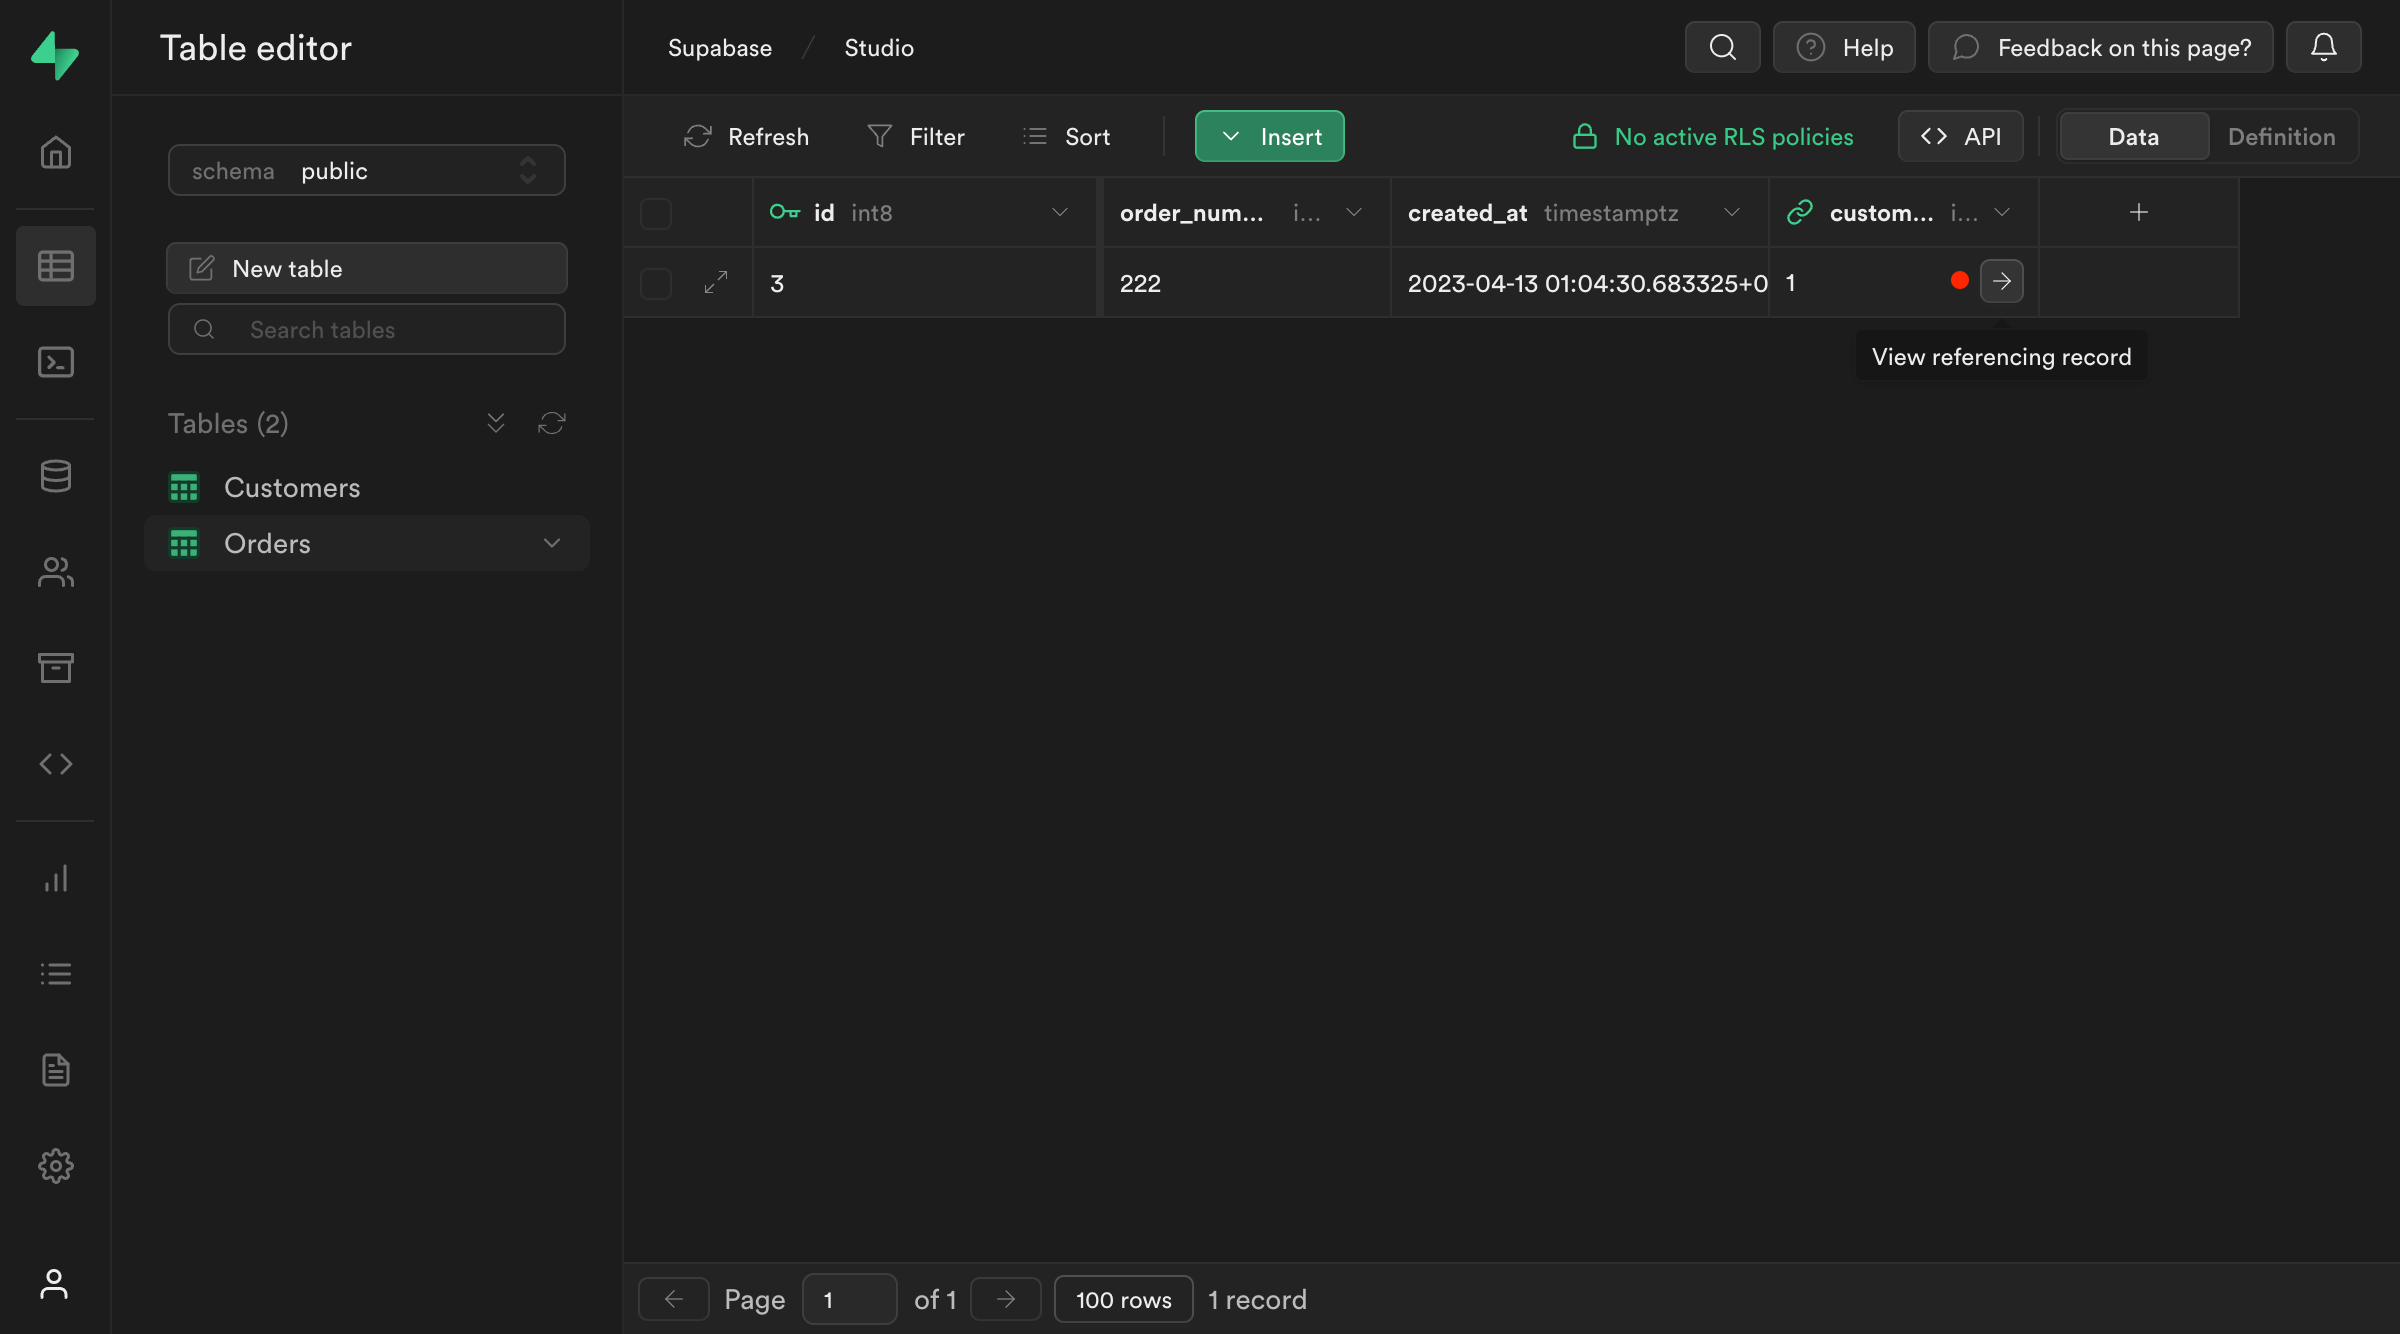 Table editor
Supabase / Studio
Help
Feedback on this page?
schema public
Refresh
Filter
Sort
Insert
No active RLS policies
API
Data
Definition
New table
Search tables
id int8
order_num... i...
created_at timestamptz
custom... i...
3
222
2023-04-13 01:04:30.683325+0
1
View referencing record
Tables (2)
Customers
Orders
Page 1 of 1
100 rows
1 record